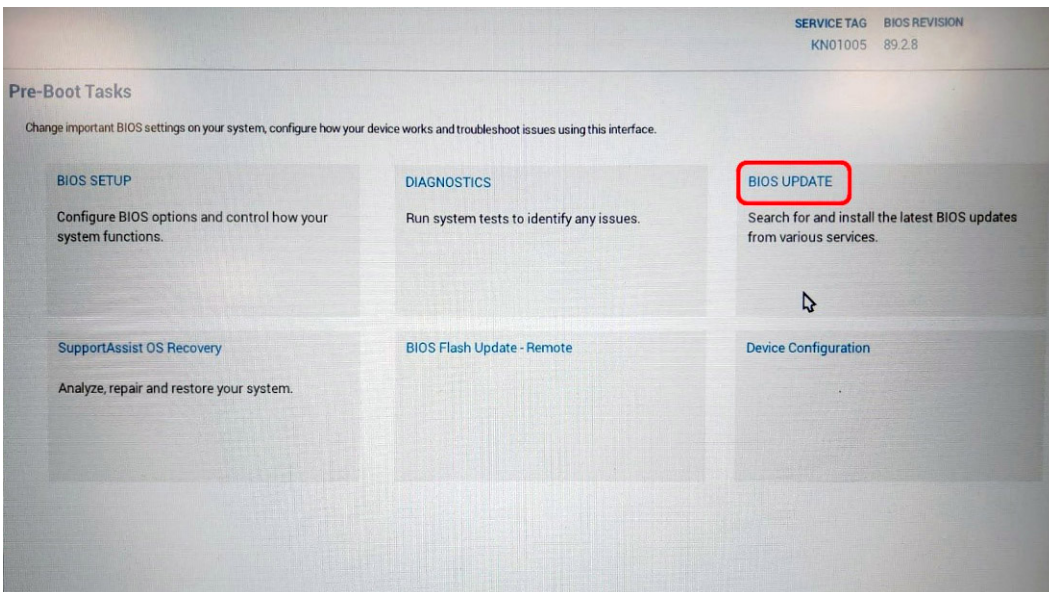 SERVICE TAG BIOS REVISION
KN01005 89.2.8
Pre-Boot Tasks
Change important BIOS settings on your system, configure how your device works and troubleshoot issues using this interface.
BIOS SETUP
Configure BIOS options and control how your
system functions.
DIAGNOSTICS
Run system tests to identify any issues.
BIOS UPDATE
Search for and install the latest BIOS updates
from various services.
SupportAssist OS Recovery
Analyze, repair and restore your system.
BIOS Flash Update - Remote
Device Configuration